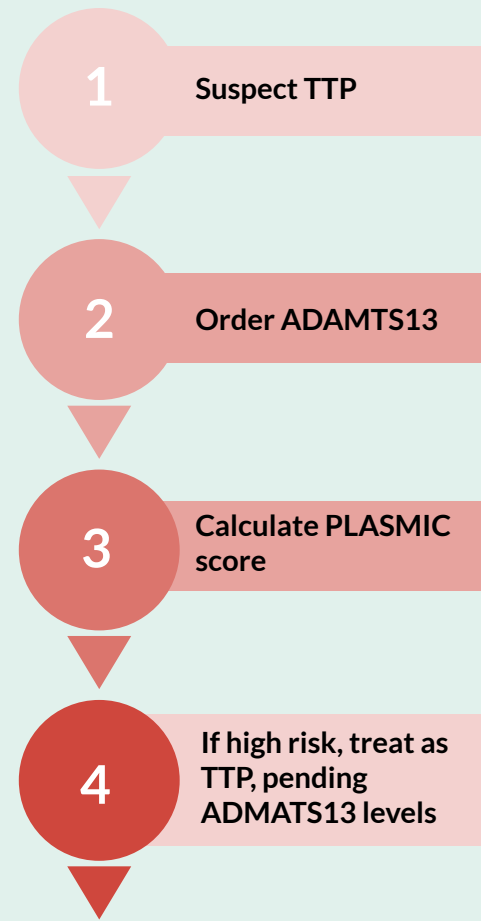 1
Suspect TTP
2
Order ADAMTS13
3
Calculate PLASMIC
score
4
If high risk, treat as
TTP, pending
ADMATS13 levels